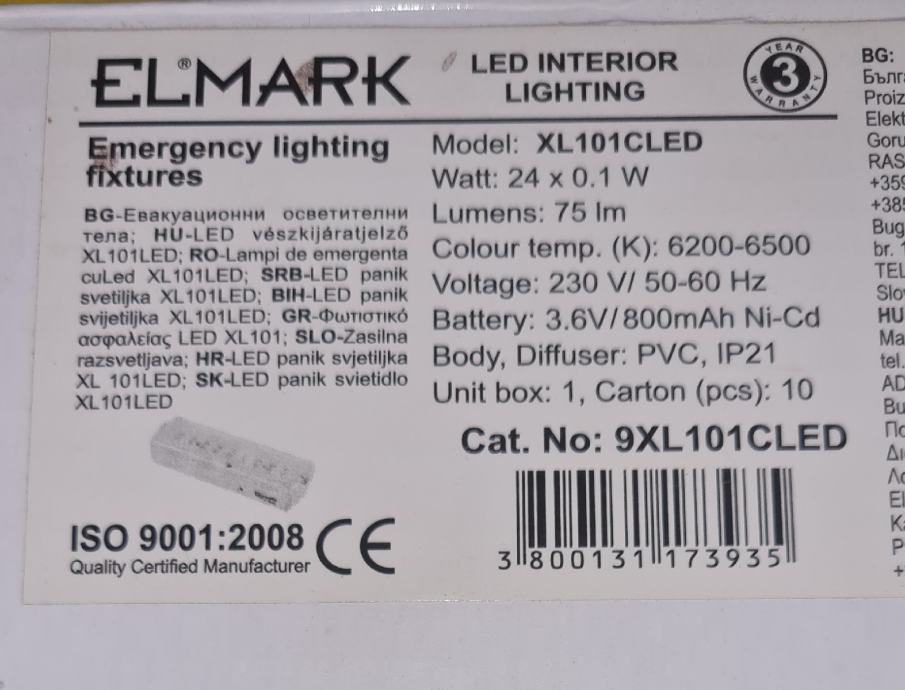 ELMARK®
LED INTERIOR
LIGHTING
3 YEAR WARRANTY
Emergency lighting
fixtures
BG-Евакуационни осветителни
тела; HU-LED vészkijáratjelző
XL101LED; RO-Lampi de emergenta
cuLed XL101LED; SRB-LED panik
svetiljka XL101LED; BIH-LED panik
svijetiljka XL101LED; GR-Φωτιστικό
ασφαλείας LED XL101; SLO-Zasilna
razsvetljava; HR-LED panik svjetiljka
XL 101LED; SK-LED panik svietidlo
XL101LED
Model: XL101CLED
Watt: 24 x 0.1 W
Lumens: 75 lm
Colour temp. (K): 6200-6500
Voltage: 230 V/ 50-60 Hz
Battery: 3.6V/800mAh Ni-Cd
Body, Diffuser: PVC, IP21
Unit box: 1, Carton (pcs): 10
Cat. No: 9XL101CLED
3 800131 173935
ISO 9001:2008 CE
Quality Certified Manufacturer
BG:
Proiz
Elekt
Goru
RAS
+359
+385
Bug
br.
TEL
Slo
HU
Ma
tel.
AD
Bu